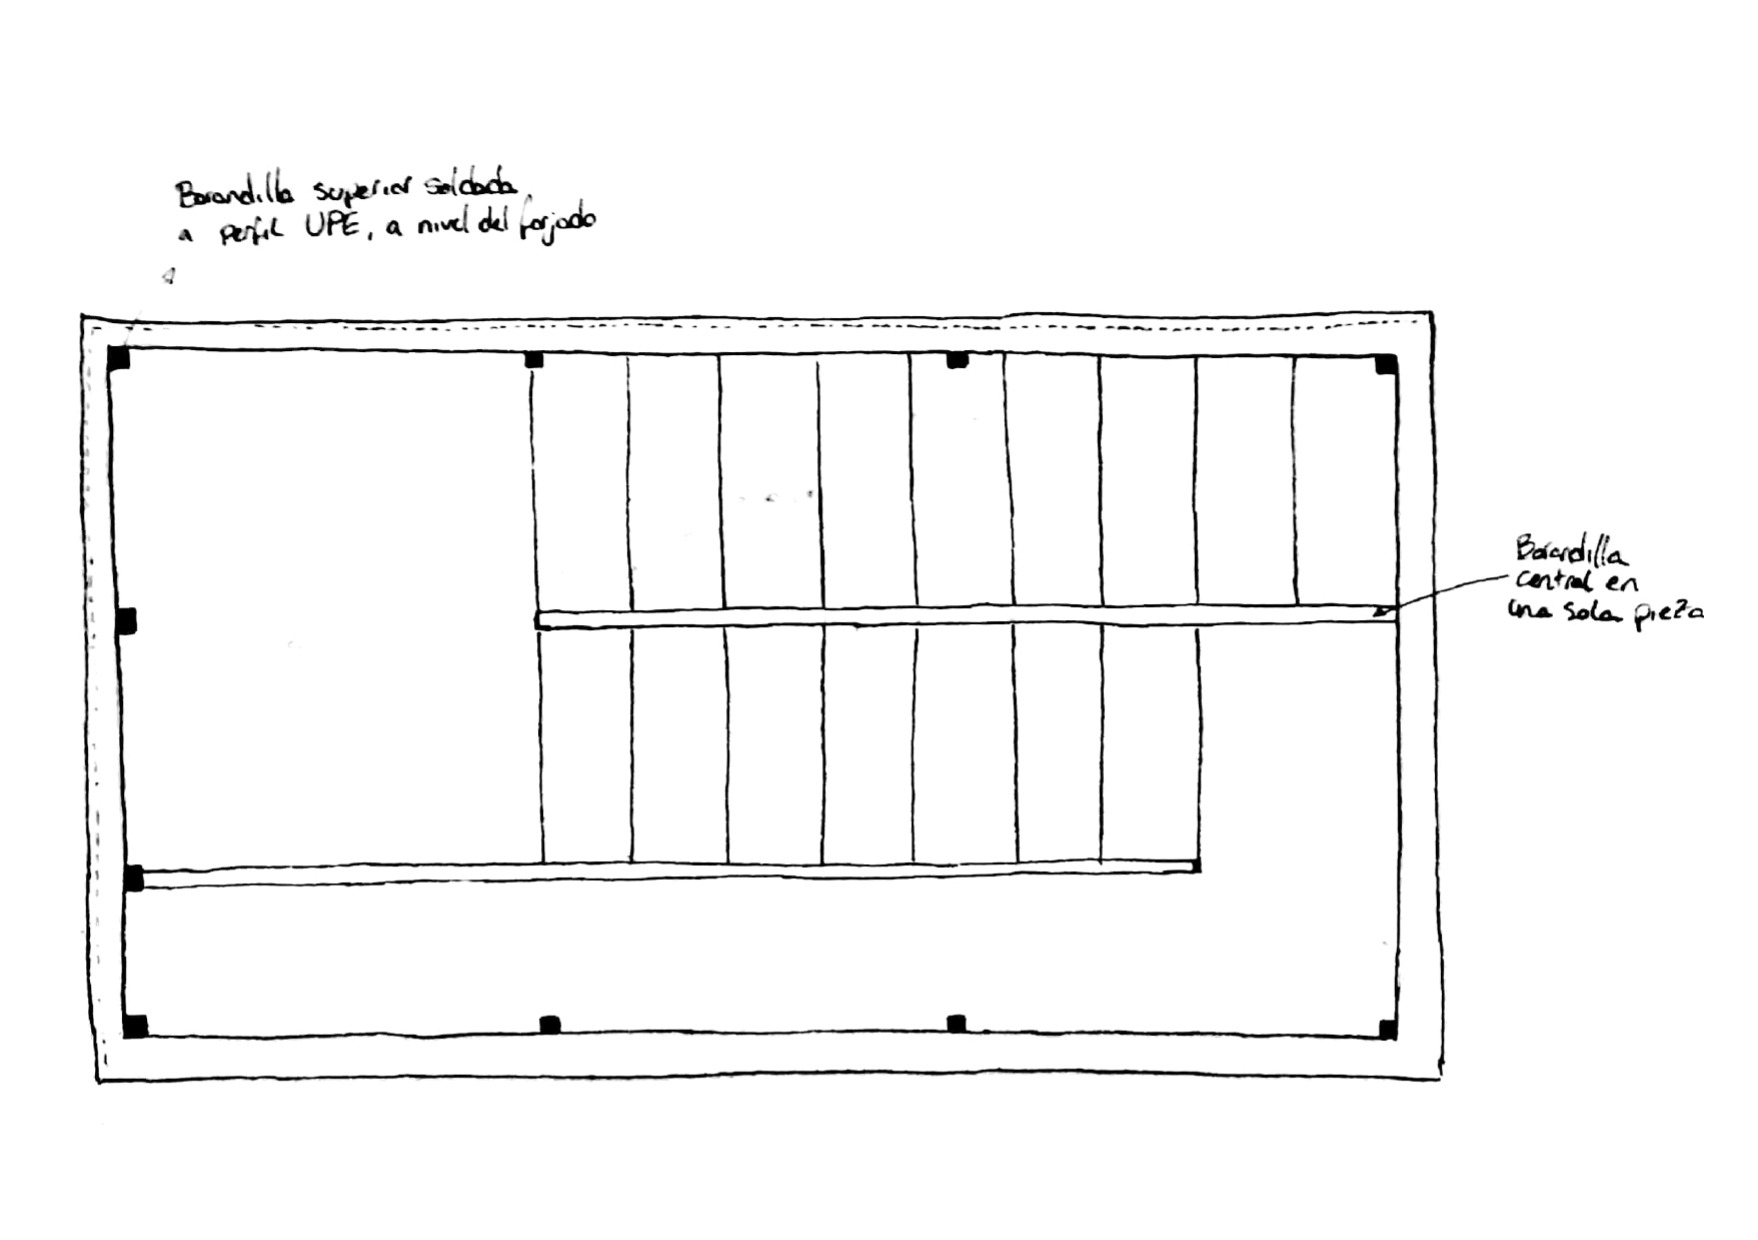 Barandilla superior soldada,
a perfil UPE, a nivel del forjado
Barandilla
central en
una sola pieza